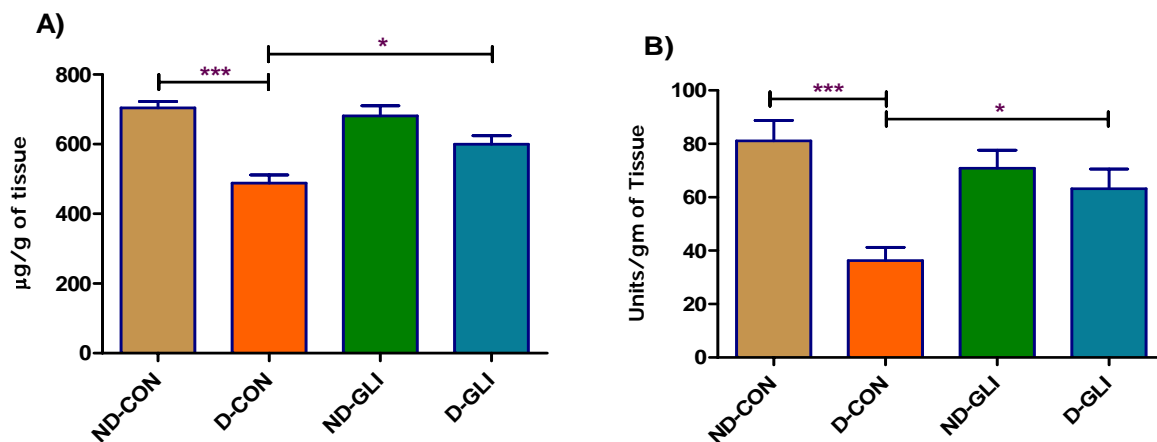 A)
***
*
800
600
400
200
0
µg/g of tissue
ND-CON
D-CON
ND-GLI
D-GLI
B)
***
*
100
80
60
40
20
0
Units/gm of Tissue
ND-CON
D-CON
ND-GLI
D-GLI